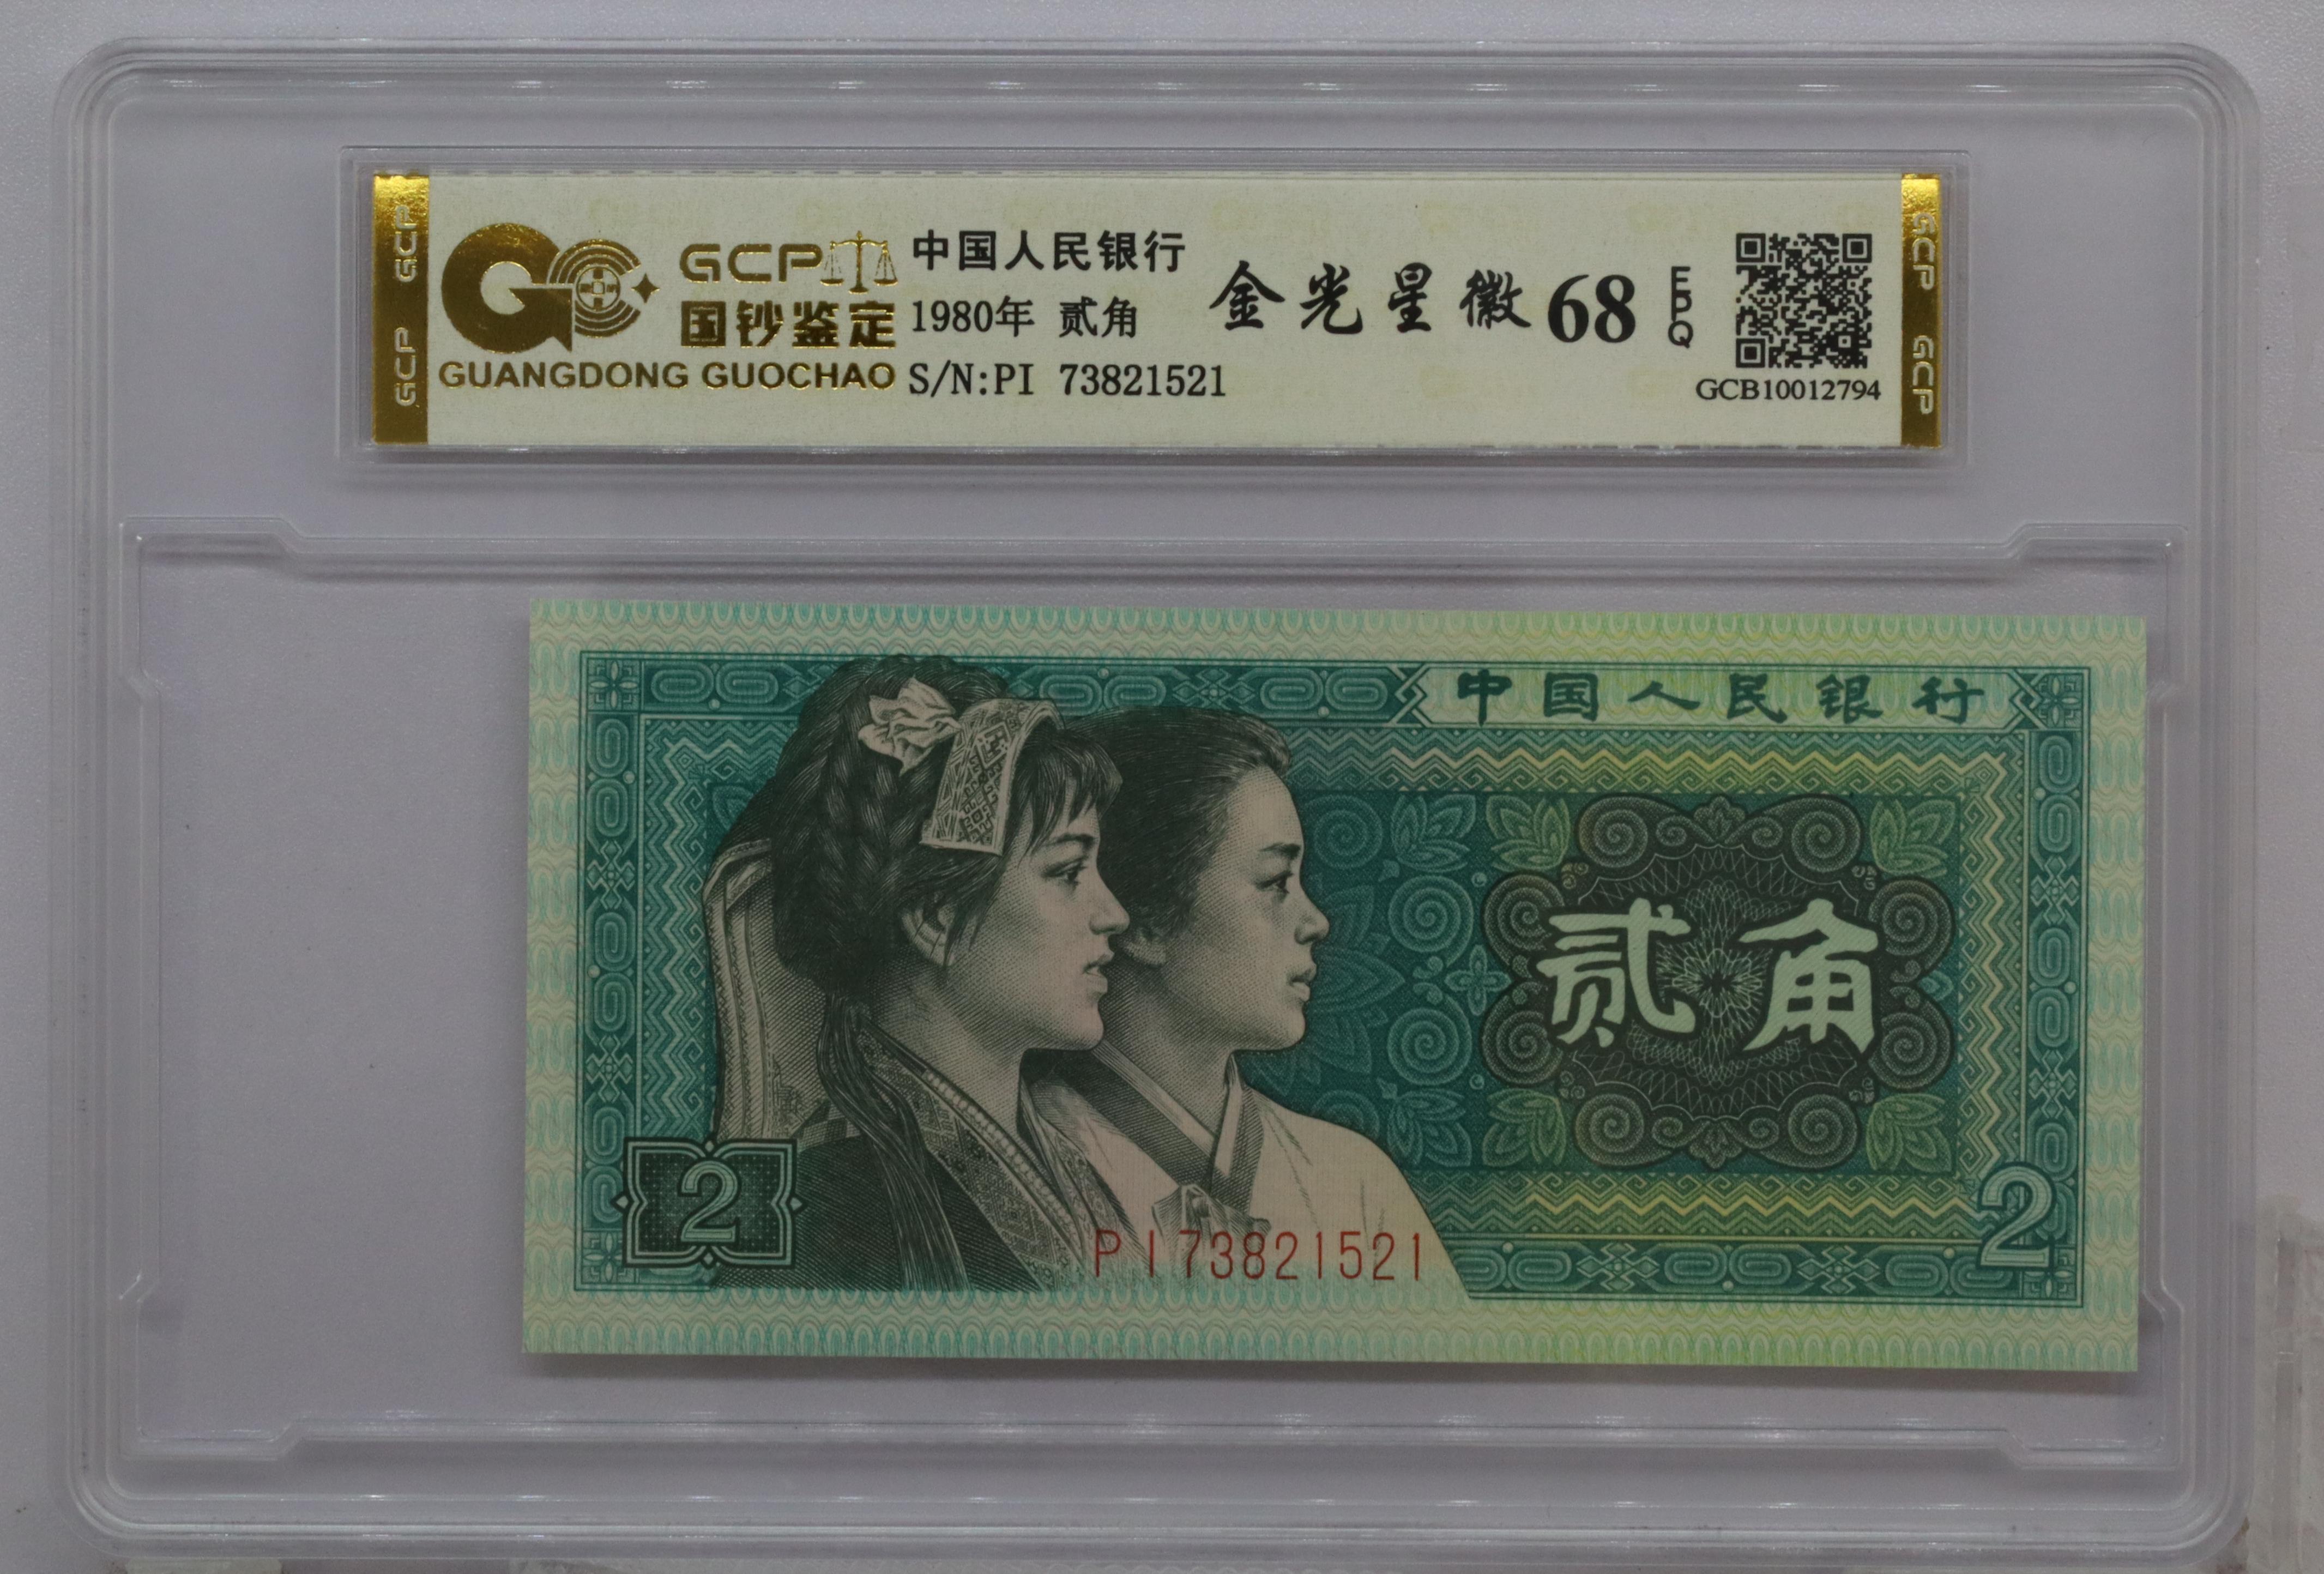 GCP GCP
GCP
国钞鉴定
GUANGDONG GUOCHAO
中国人民银行
1980年 贰角
S/N:PI 73821521
金光星徽 68 EPQ
GCB10012794
GCP GCP
中国人民银行
贰角
2
PI73821521
2